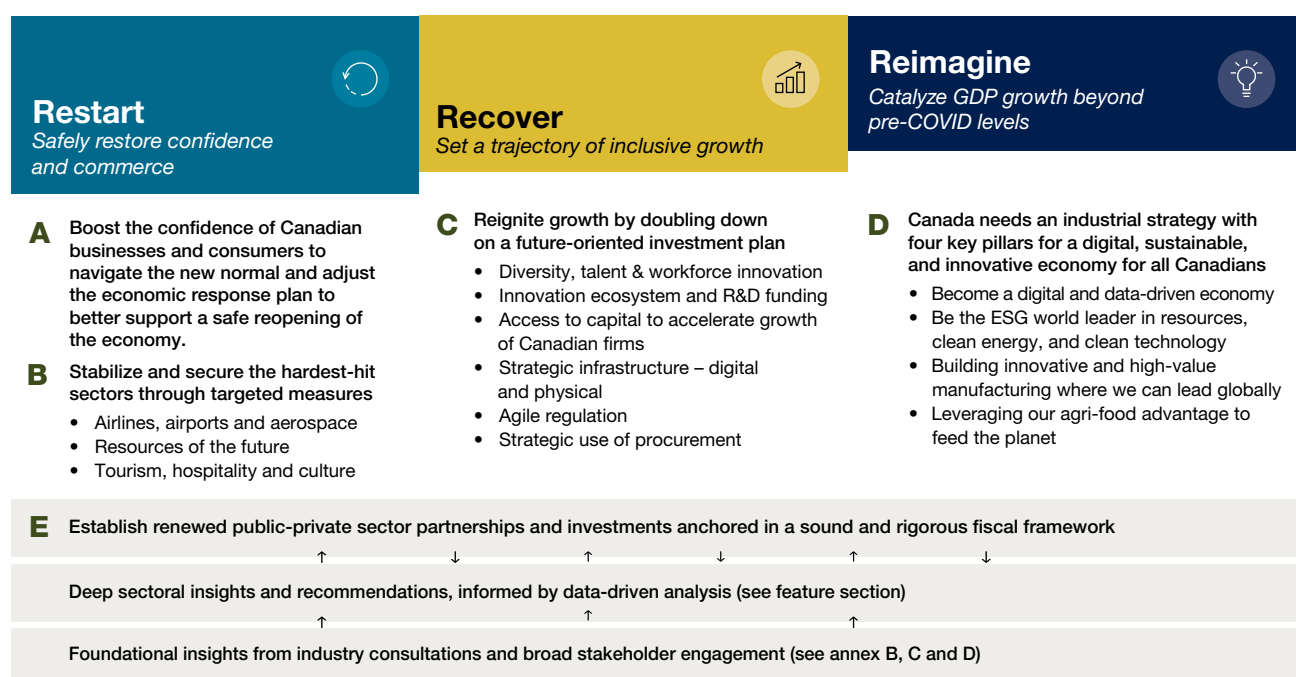 Restart
Safely restore confidence
and commerce
A
Boost the confidence of Canadian
businesses and consumers to
navigate the new normal and adjust
the economic response plan to
better support a safe reopening of
the economy.
B
Stabilize and secure the hardest-hit
sectors through targeted measures
• Airlines, airports and aerospace
• Resources of the future
• Tourism, hospitality and culture
Recover
Set a trajectory of inclusive growth
C
Reignite growth by doubling down
on a future-oriented investment plan
• Diversity, talent & workforce innovation
• Innovation ecosystem and R&D funding
• Access to capital to accelerate growth
of Canadian firms
• Strategic infrastructure – digital
and physical
• Agile regulation
• Strategic use of procurement
Reimagine
Catalyze GDP growth beyond
pre-COVID levels
D
Canada needs an industrial strategy with
four key pillars for a digital, sustainable,
and innovative economy for all Canadians
• Become a digital and data-driven economy
• Be the ESG world leader in resources,
clean energy, and clean technology
• Building innovative and high-value
manufacturing where we can lead globally
• Leveraging our agri-food advantage to
feed the planet
E
Establish renewed public-private sector partnerships and investments anchored in a sound and rigorous fiscal framework
↑ ↓ ↑ ↓ ↑ ↓
Deep sectoral insights and recommendations, informed by data-driven analysis (see feature section)
↑ ↑ ↑
Foundational insights from industry consultations and broad stakeholder engagement (see annex B, C and D)